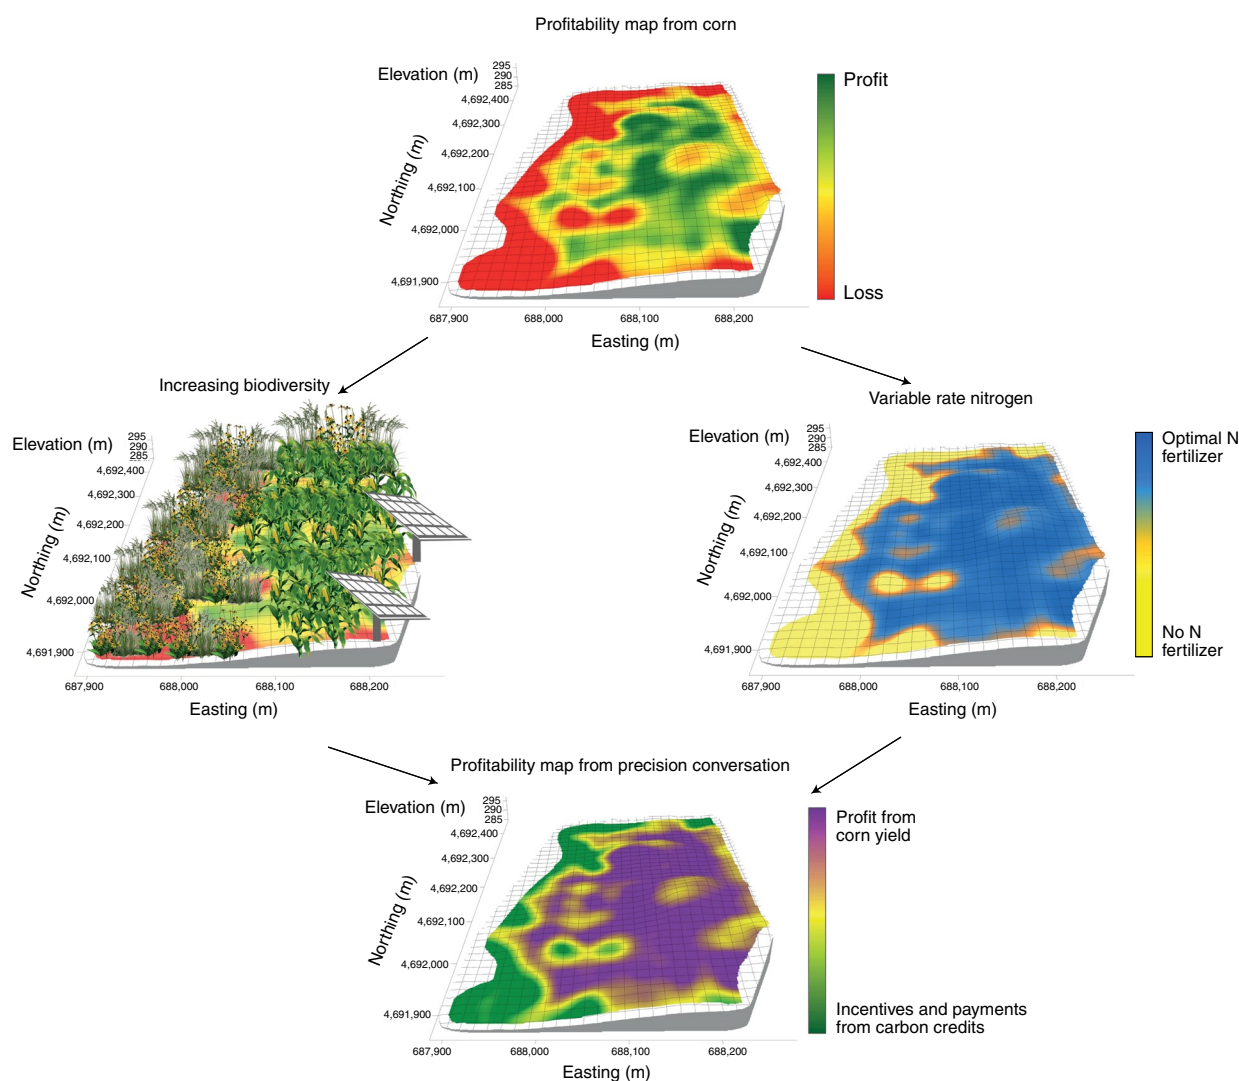 Profitability map from corn
Elevation (m)
295
290
285
4,692,400
4,692,300
4,692,200
4,692,100
4,692,000
4,691,900
Northing (m)
687,900
688,000
688,100
688,200
Easting (m)
Profit
Loss
Increasing biodiversity
Elevation (m)
295
290
285
4,692,400
4,692,300
4,692,200
4,692,100
4,692,000
4,691,900
Northing (m)
687,900
688,000
688,100
688,200
Easting (m)
Variable rate nitrogen
Elevation (m)
295
290
285
4,692,400
4,692,300
4,692,200
4,692,100
4,692,000
4,691,900
Northing (m)
687,900
688,000
688,100
688,200
Easting (m)
Optimal N
fertilizer
No N
fertilizer
Profitability map from precision conversation
Elevation (m)
295
290
285
4,692,400
4,692,300
4,692,200
4,692,100
4,692,000
4,691,900
Northing (m)
687,900
688,000
688,100
688,200
Easting (m)
Profit from
corn yield
Incentives and payments
from carbon credits